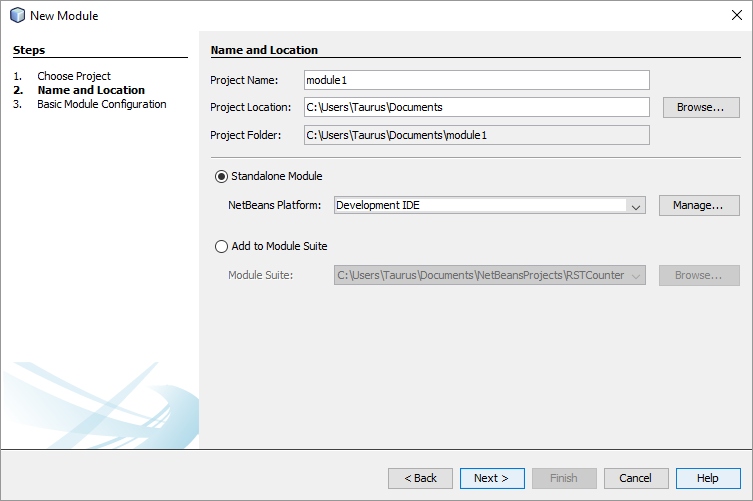 New Module
Steps
1. Choose Project
2. Name and Location
3. Basic Module Configuration
Name and Location
Project Name: module1
Project Location: C:\Users\Taurus\Documents Browse...
Project Folder: C:\Users\Taurus\Documents\module1
Standalone Module
NetBeans Platform: Development IDE Manage...
Add to Module Suite
Module Suite: C:\Users\Taurus\Documents\NetBeansProjects\RSTCounter Browse...
< Back Next > Finish Cancel Help